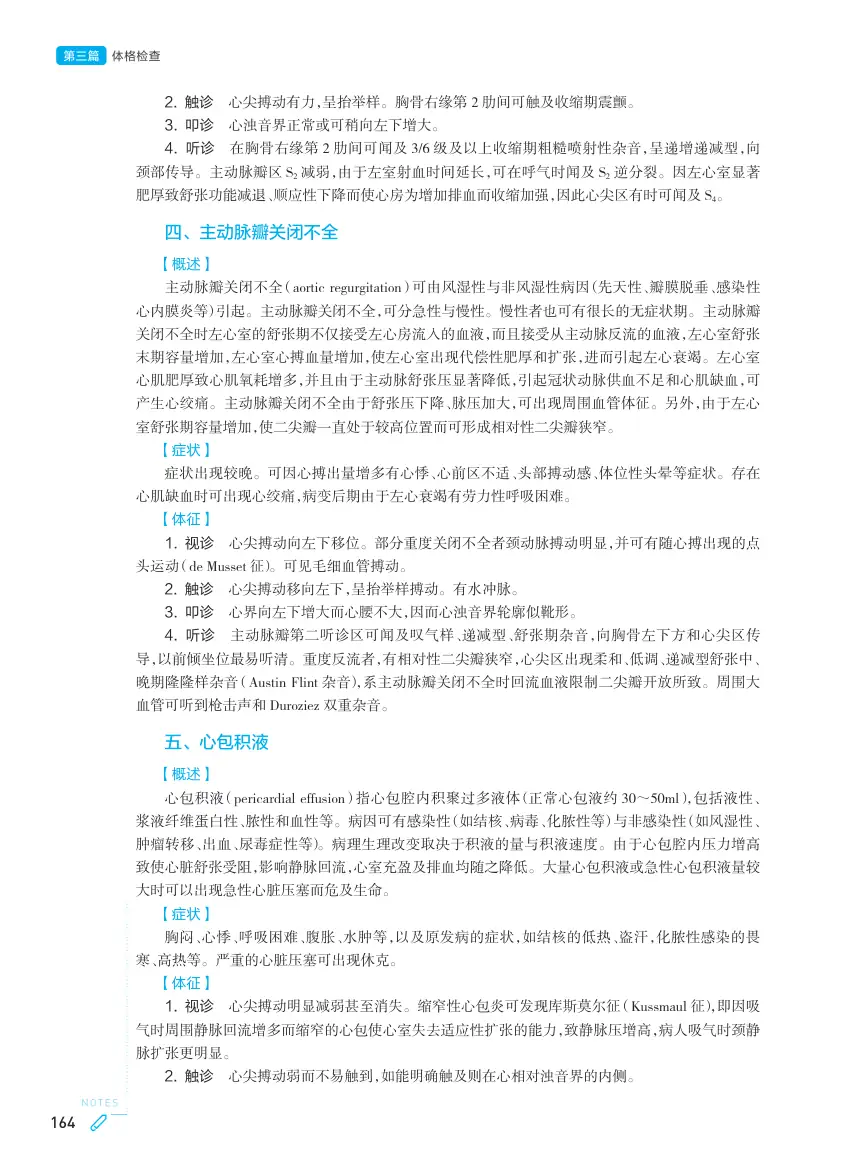 第三篇 体格检查
2. 触诊 心尖搏动有力,呈抬举样。胸骨右缘第 2 肋间可触及收缩期震颤。
3. 叩诊 心浊音界正常或可稍向左下增大。
4. 听诊 在胸骨右缘第 2 肋间可闻及 3/6 级及以上收缩期粗糙喷射性杂音,呈递增递减型,向
颈部传导。主动脉瓣区 S₂ 减弱,由于左室射血时间延长,可在呼气时闻及 S₂ 逆分裂。因左心室显著
肥厚致舒张功能减退、顺应性下降而使心房为增加排血而收缩加强,因此心尖区有时可闻及 S₄。
四、主动脉瓣关闭不全
【概述】
主动脉瓣关闭不全(aortic regurgitation)可由风湿性与非风湿性病因(先天性、瓣膜脱垂、感染性
心内膜炎等)引起。主动脉瓣关闭不全,可分急性与慢性。慢性者也可有很长的无症状期。主动脉瓣
关闭不全时左心室的舒张期不仅接受左心房流入的血液,而且接受从主动脉反流的血液,左心室舒张
末期容量增加,左心室心搏血量增加,使左心室出现代偿性肥厚和扩张,进而引起左心衰竭。左心室
心肌肥厚致心肌氧耗增多,并且由于主动脉舒张压显著降低,引起冠状动脉供血不足和心肌缺血,可
产生心绞痛。主动脉瓣关闭不全由于舒张压下降、脉压加大,可出现周围血管体征。另外,由于左心
室舒张期容量增加,使二尖瓣一直处于较高位置而可形成相对性二尖瓣狭窄。
【症状】
症状出现较晚。可因心搏出量增多有心悸、心前区不适、头部搏动感、体位性头晕等症状。存在
心肌缺血时可出现心绞痛,病变后期由于左心衰竭有劳力性呼吸困难。
【体征】
1. 视诊 心尖搏动向左下移位。部分重度关闭不全者颈动脉搏动明显,并可有随心搏出现的点
头运动(de Musset 征)。可见毛细血管搏动。
2. 触诊 心尖搏动移向左下,呈抬举样搏动。有水冲脉。
3. 叩诊 心界向左下增大而心腰不大,因而心浊音界轮廓似靴形。
4. 听诊 主动脉瓣第二听诊区可闻及叹气样、递减型、舒张期杂音,向胸骨左下方和心尖区传
导,以前倾坐位最易听清。重度反流者,有相对性二尖瓣狭窄,心尖区出现柔和、低调、递减型舒张中、
晚期隆隆样杂音(Austin Flint 杂音),系主动脉瓣关闭不全时回流血液限制二尖瓣开放所致。周围大
血管可听到枪击声和 Duroziez 双重杂音。
五、心包积液
【概述】
心包积液(pericardial effusion)指心包腔内积聚过多液体(正常心包液约 30~50ml),包括液性、
浆液纤维蛋白性、脓性和血性等。病因可有感染性(如结核、病毒、化脓性等)与非感染性(如风湿性、
肿瘤转移、出血、尿毒症性等)。病理生理改变取决于积液的量与积液速度。由于心包腔内压力增高
致使心脏舒张受阻,影响静脉回流,心室充盈及排血均随之降低。大量心包积液或急性心包积液量较
大时可以出现急性心脏压塞而危及生命。
【症状】
胸闷、心悸、呼吸困难、腹胀、水肿等,以及原发病的症状,如结核的低热、盗汗,化脓性感染的畏
寒、高热等。严重的心脏压塞可出现休克。
【体征】
1. 视诊 心尖搏动明显减弱甚至消失。缩窄性心包炎可发现库斯莫尔征(Kussmaul 征),即因吸
气时周围静脉回流增多而缩窄的心包使心室失去适应性扩张的能力,致静脉压增高,病人吸气时颈静
脉扩张更明显。
2. 触诊 心尖搏动弱而不易触到,如能明确触及则在心相对浊音界的内侧。
NOTES
164